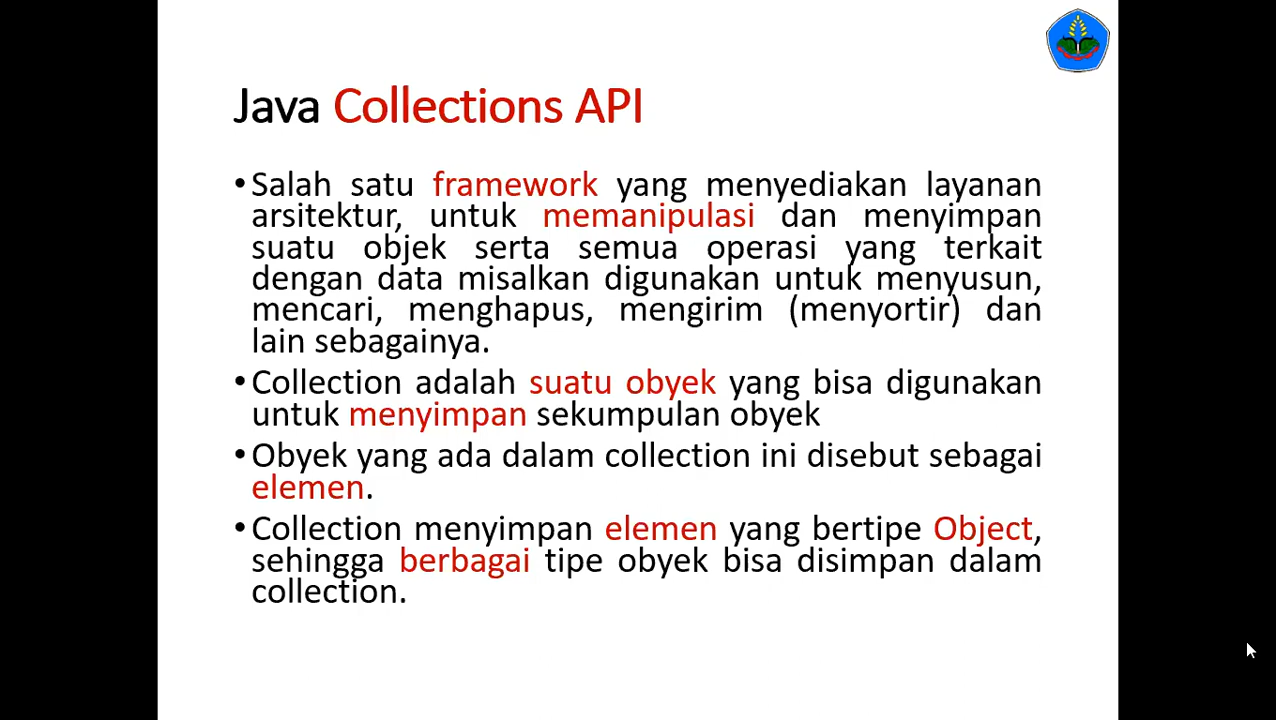 Java Collections API
•Salah satu framework yang menyediakan layanan
arsitektur, untuk memanipulasi dan menyimpan
suatu objek serta semua operasi yang terkait
dengan data misalkan digunakan untuk menyusun,
mencari, menghapus, mengirim (menyortir) dan
lain sebagainya.
•Collection adalah suatu obyek yang bisa digunakan
untuk menyimpan sekumpulan obyek
•Obyek yang ada dalam collection ini disebut sebagai
elemen.
•Collection menyimpan elemen yang bertipe Object,
sehingga berbagai tipe obyek bisa disimpan dalam
collection.